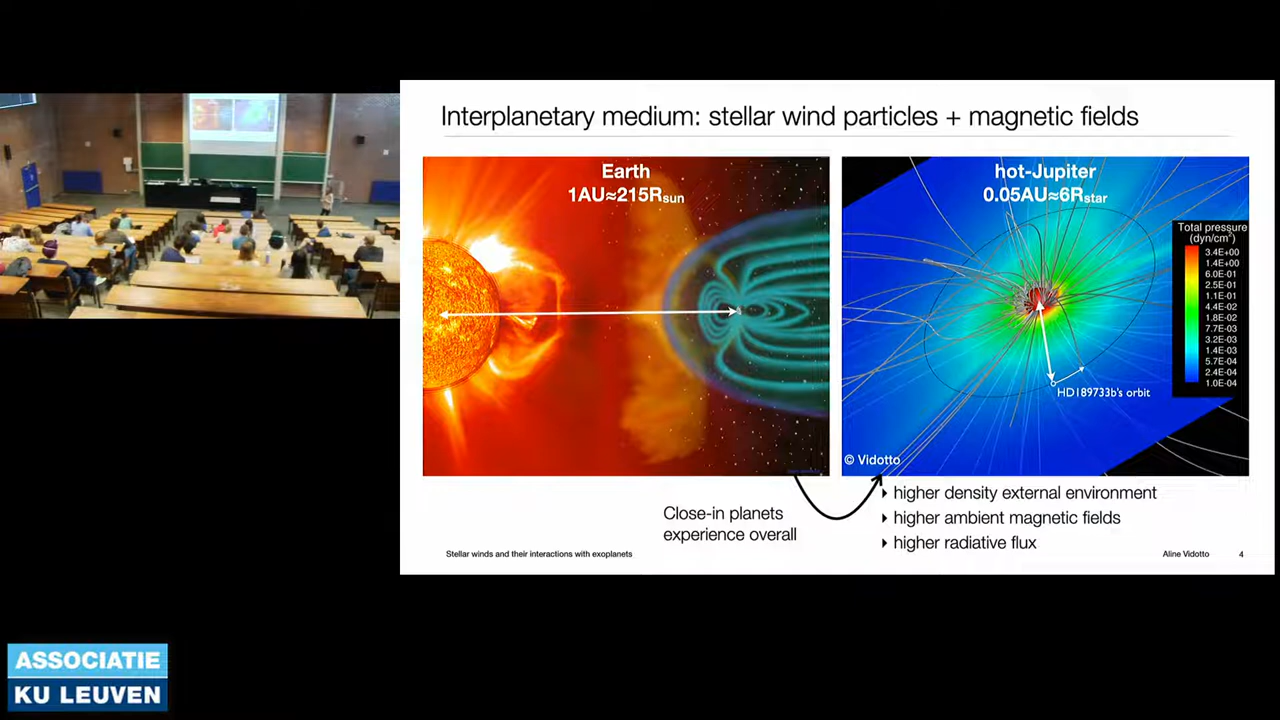 Interplanetary medium: stellar wind particles + magnetic fields
Earth
1AU≈215Rsun
hot-Jupiter
0.05AU≈6Rstar
Total pressure
(dyn/cm²)
3.4E+00
1.4E+00
6.0E-01
2.5E-01
1.1E-01
4.4E-02
1.8E-02
7.7E-03
3.2E-03
1.4E-03
5.7E-04
2.4E-04
1.0E-04
HD189733b's orbit
© Vidotto
Close-in planets
experience overall
higher density external environment
higher ambient magnetic fields
higher radiative flux
Stellar winds and their interactions with exoplanets
Aline Vidotto
4
ASSOCIATIE
KU LEUVEN